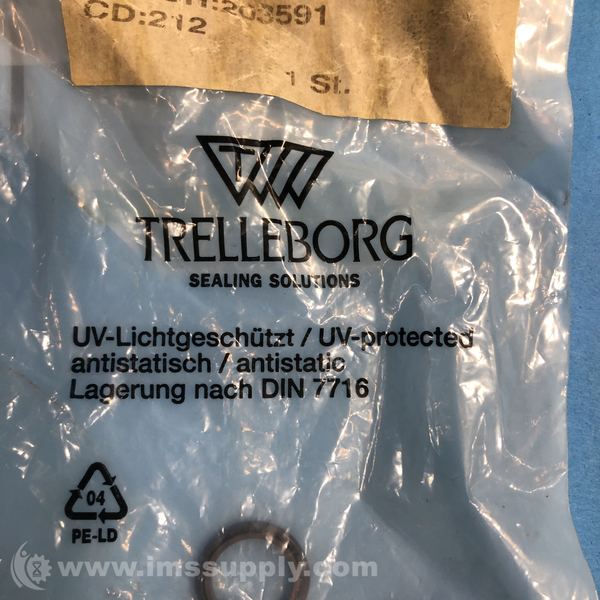 :203591
CD:212
1 St.
TRELLEBORG
SEALING SOLUTIONS
UV-Lichtgeschützt / UV-protected
antistatisch / antistatic
Lagerung nach DIN 7716
04
PE-LD
www.imssupply.com